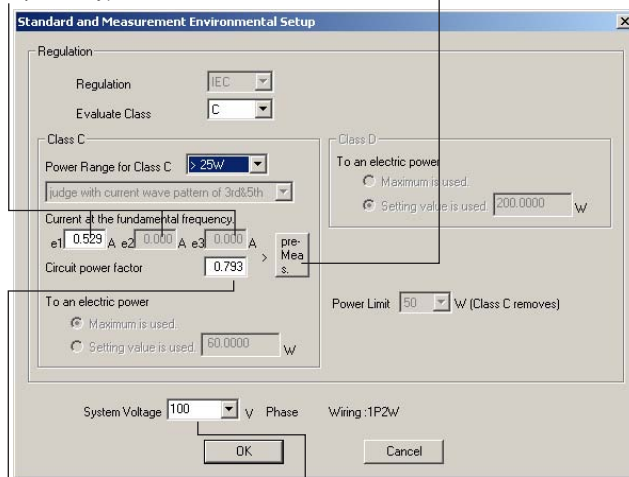 Standard and Measurement Environmental Setup
Regulation
Regulation IEC
Evaluate Class C
Class C
Power Range for Class C > 25W
judge with current wave pattern of 3rd&5th
Current at the fundamental frequency.
e1 0.529 A e2 0.000 A e3 0.000 A
Circuit power factor 0.793 >
pre-
Mea
s.
To an electric power
Maximum is used.
Setting value is used. 60.0000 W
Class D
To an electric power
Maximum is used.
Setting value is used. 200.0000 W
Power Limit 50 W (Class C removes)
System Voltage 100 V Phase Wiring :1P2W
OK Cancel